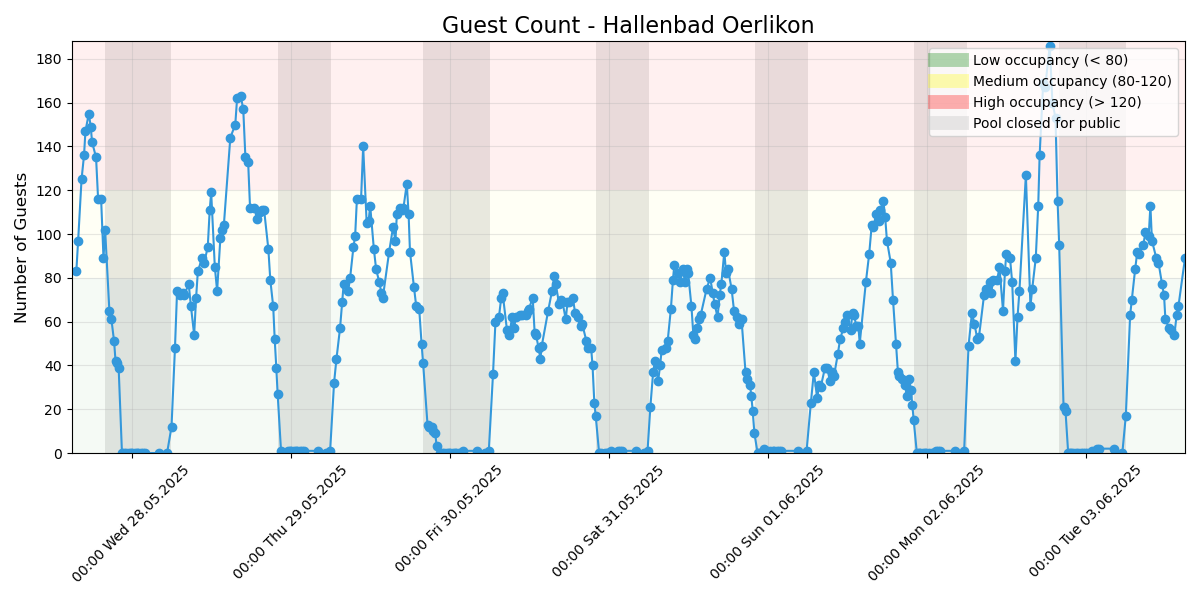 Guest Count - Hallenbad Oerlikon
Number of Guests
180
160
140
120
100
80
60
40
20
0
Low occupancy (< 80)
Medium occupancy (80-120)
High occupancy (> 120)
Pool closed for public
00:00 Wed 28.05.2025
00:00 Thu 29.05.2025
00:00 Fri 30.05.2025
00:00 Sat 31.05.2025
00:00 Sun 01.06.2025
00:00 Mon 02.06.2025
00:00 Tue 03.06.2025